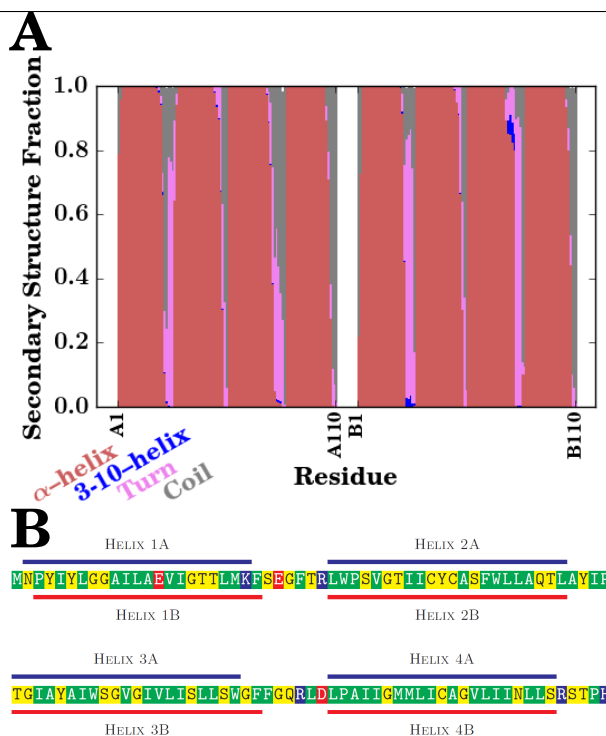 A
Secondary Structure Fraction
1.0
0.8
0.6
0.4
0.2
0.0
A1
A110
B1
B110
Residue
α–helix
3-10–helix
Turn
Coil
B
HELIX 1A
HELIX 2A
MNPYIYLGGAILAEVIGTTLMKFSEGFTRLWPSVGTIICYCASFWLLAQTLAYIP
HELIX 1B
HELIX 2B
HELIX 3A
HELIX 4A
TGIAYAIWSGVGIVLISLLSWGFFGQRLDLPAIIGMMLICAGVLIINLLSRSTPH
HELIX 3B
HELIX 4B